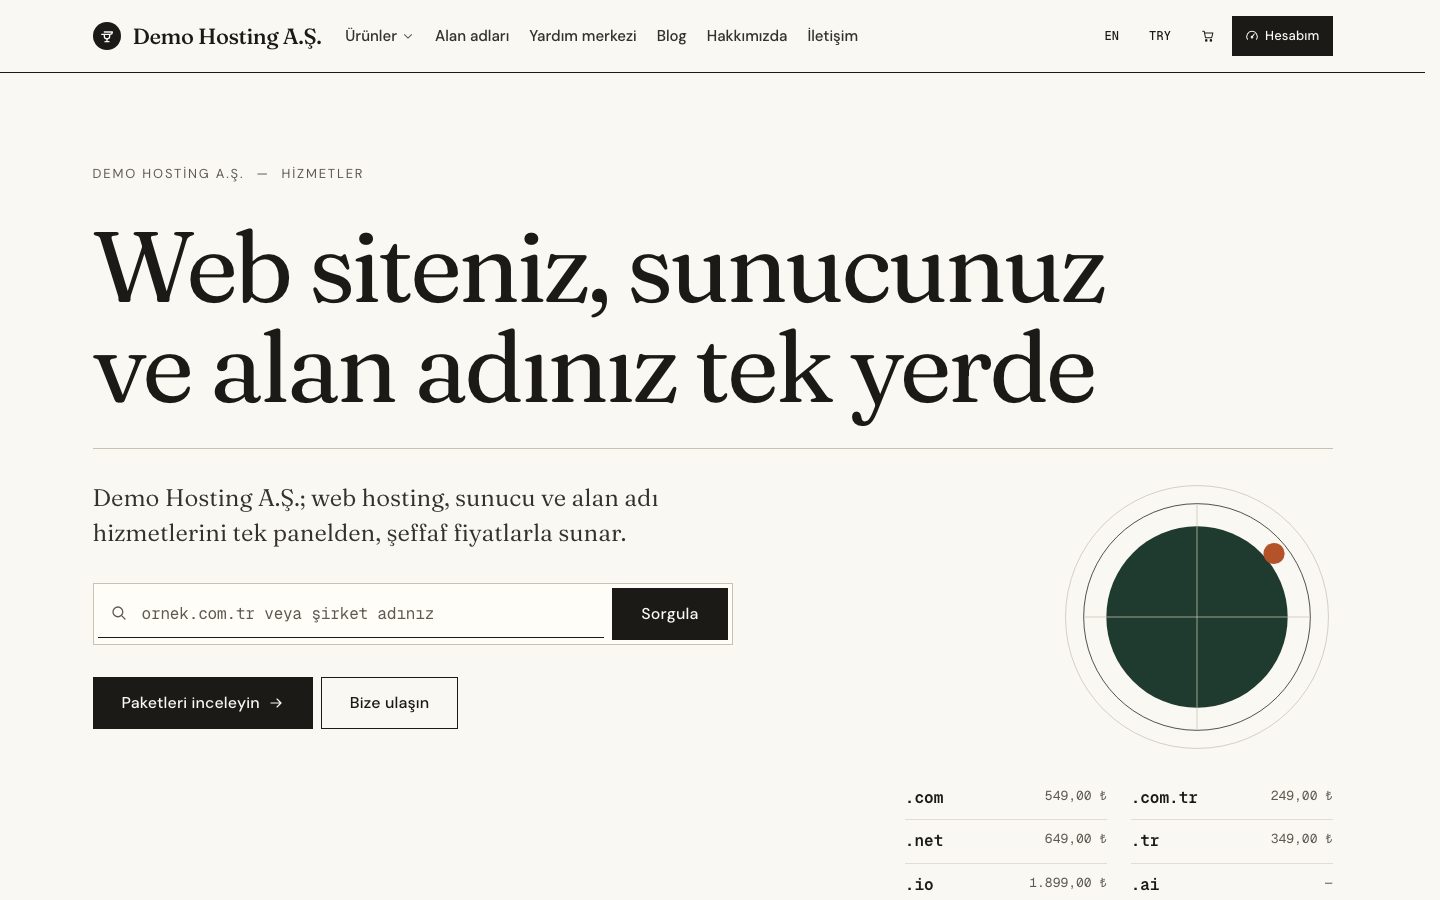 Demo Hosting A.Ş.
Ürünler
Alan adları
Yardım merkezi
Blog
Hakkımızda
İletişim
EN
TRY
Hesabım
DEMO HOSTİNG A.Ş. — HİZMETLER
Web siteniz, sunucunuz
ve alan adınız tek yerde
Demo Hosting A.Ş.; web hosting, sunucu ve alan adı
hizmetlerini tek panelden, şeffaf fiyatlarla sunar.
ornek.com.tr veya şirket adınız
Sorgula
Paketleri inceleyin →
Bize ulaşın
.com 549,00 ₺
.com.tr 249,00 ₺
.net 649,00 ₺
.tr 349,00 ₺
.io 1.899,00 ₺
.ai —